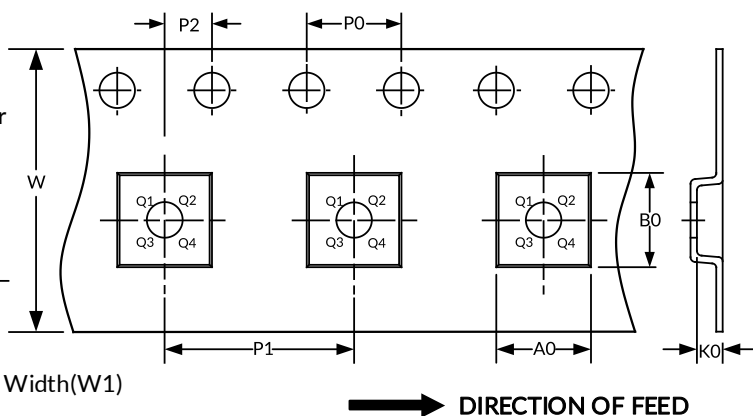 P2 P0
r
W
Q1 Q2 Q1 Q2 Q1 Q2
B0
Q3 Q4 Q3 Q4 Q3 Q4
P1 A0 K0
Width(W1)
DIRECTION OF FEED